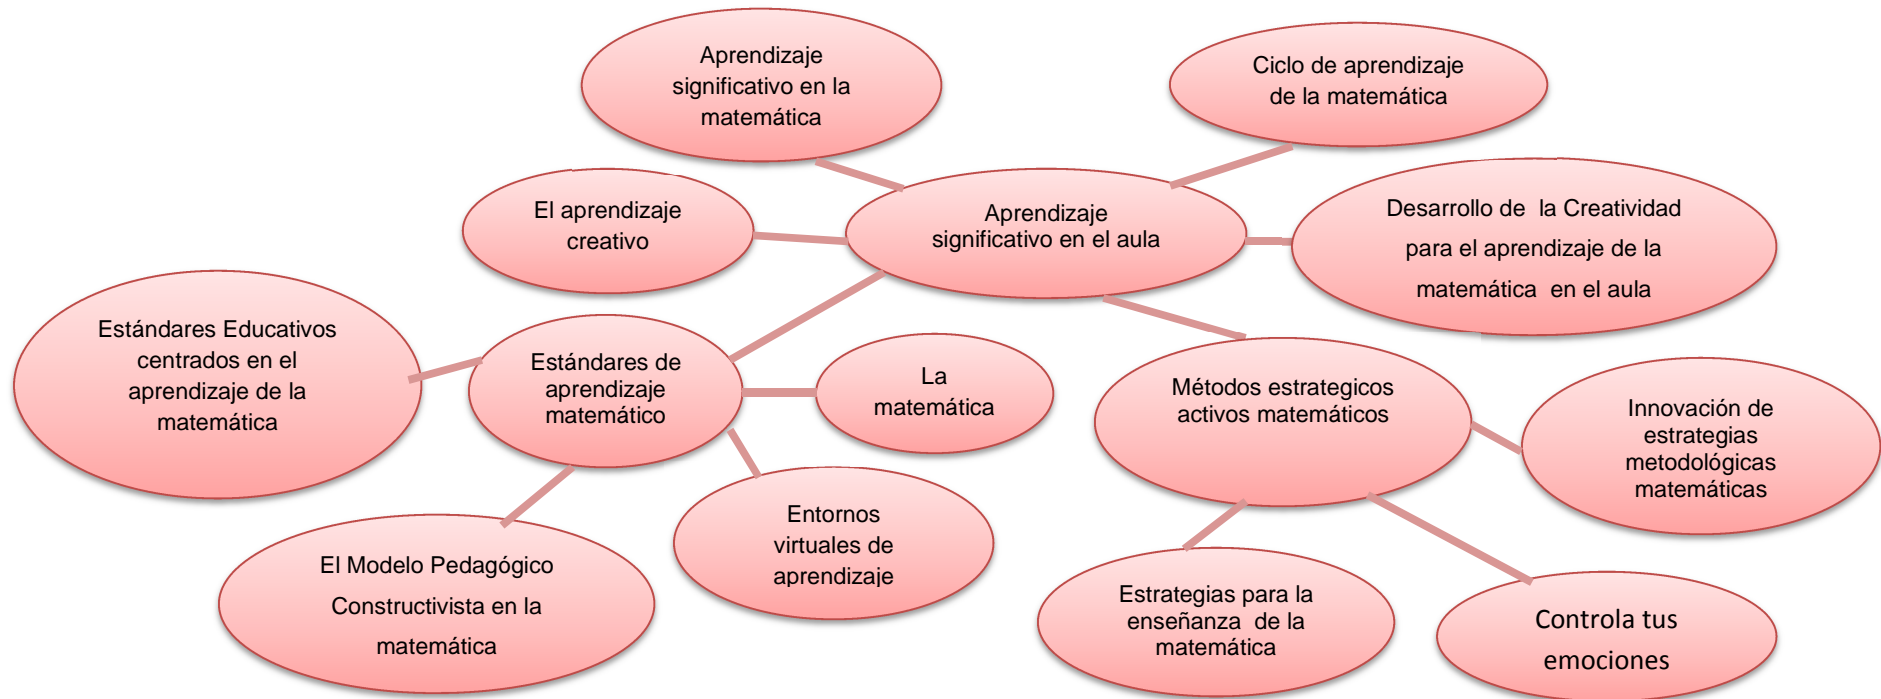 Aprendizaje
significativo en la
matemática
Ciclo de aprendizaje
de la matemática
El aprendizaje
creativo
Aprendizaje
significativo en el aula
Desarrollo de la Creatividad
para el aprendizaje de la
matemática en el aula
Estándares Educativos
centrados en el
aprendizaje de la
matemática
Estándares de
aprendizaje
matemático
La
matemática
Métodos estrategicos
activos matemáticos
Innovación de
estrategias
metodológicas
matemáticas
El Modelo Pedagógico
Constructivista en la
matemática
Entornos
virtuales de
aprendizaje
Estrategias para la
enseñanza de la
matemática
Controla tus
emociones